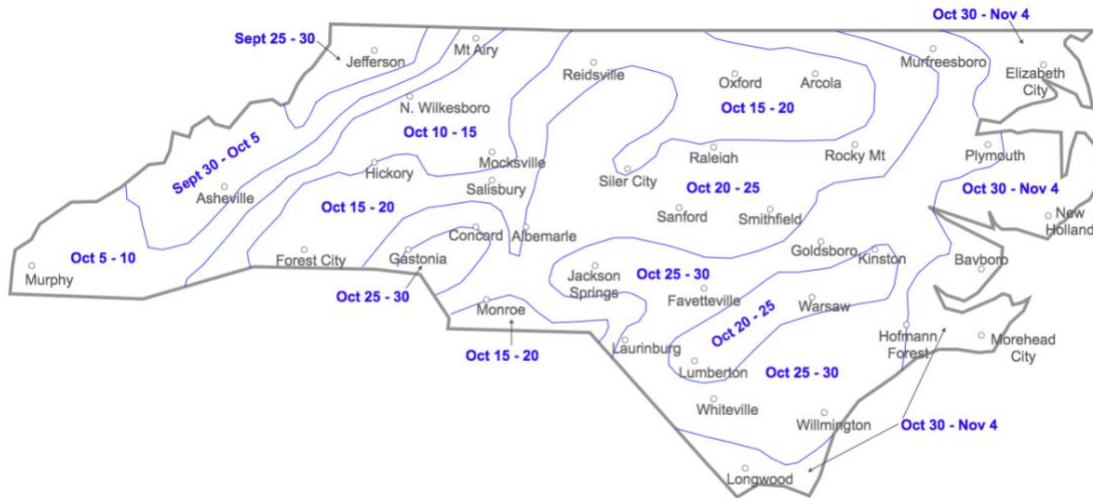 Oct 30 - Nov 4
Sept 25 - 30
Mt Airy
Jefferson
Murfreesboro
Reidsville
Elizabeth
City
Oxford
Arcola
N. Wilkesboro
Oct 15 - 20
Oct 10 - 15
Sept 30 - Oct 5
Mocksville
Raleigh
Rocky Mt
Plymouth
Hickory
Siler City
Salisbury
Oct 20 - 25
Oct 30 - Nov 4
Asheville
Oct 15 - 20
Sanford
Smithfield
New
Holland
Concord
Albemarle
Oct 5 - 10
Forest City
Gastonia
Goldsboro
Kinston
Murphy
Jackson
Springs
Oct 25 - 30
Bayboro
Oct 25 - 30
Favetteville
Oct 20 - 25
Warsaw
Monroe
Hofmann
Forest
Morehead
City
Oct 15 - 20
Laurinburg
Lumberton
Oct 25 - 30
Whiteville
Willmington
Oct 30 - Nov 4
Longwood